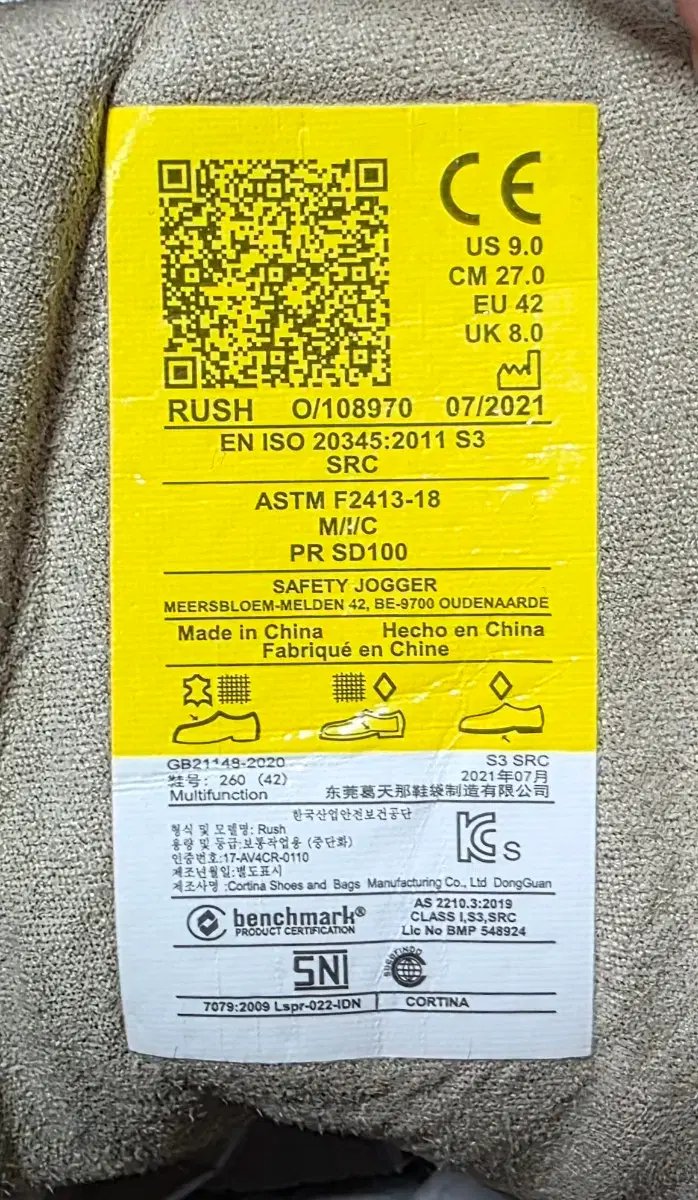 CE
US 9.0
CM 27.0
EU 42
UK 8.0
RUSH O/108970 07/2021
EN ISO 20345:2011 S3
SRC
ASTM F2413-18
M/I/C
PR SD100
SAFETY JOGGER
MEERSBLOEM-MELDEN 42, BE-9700 OUDENAARDE
Made in China Hecho en China
Fabriqué en Chine
GB21148-2020 S3 SRC
鞋号: 260 (42) 2021年07月
Multifunction 东莞葛天那鞋袋制造有限公司
한국산업안전보건공단
형식 및 모델명: Rush
용량 및 등급:보통작업용 (중단화)
인증번호:17-AV4CR-0110
제조년월일:별도표시
제조사명 :Cortina Shoes and Bags Manufacturing Co., Ltd DongGuan
KC s
benchmark®
PRODUCT CERTIFICATION
AS 2210.3:2019
CLASS I,S3,SRC
Lic No BMP 548924
SNI
7079:2009 Lspr-022-IDN CORTINA